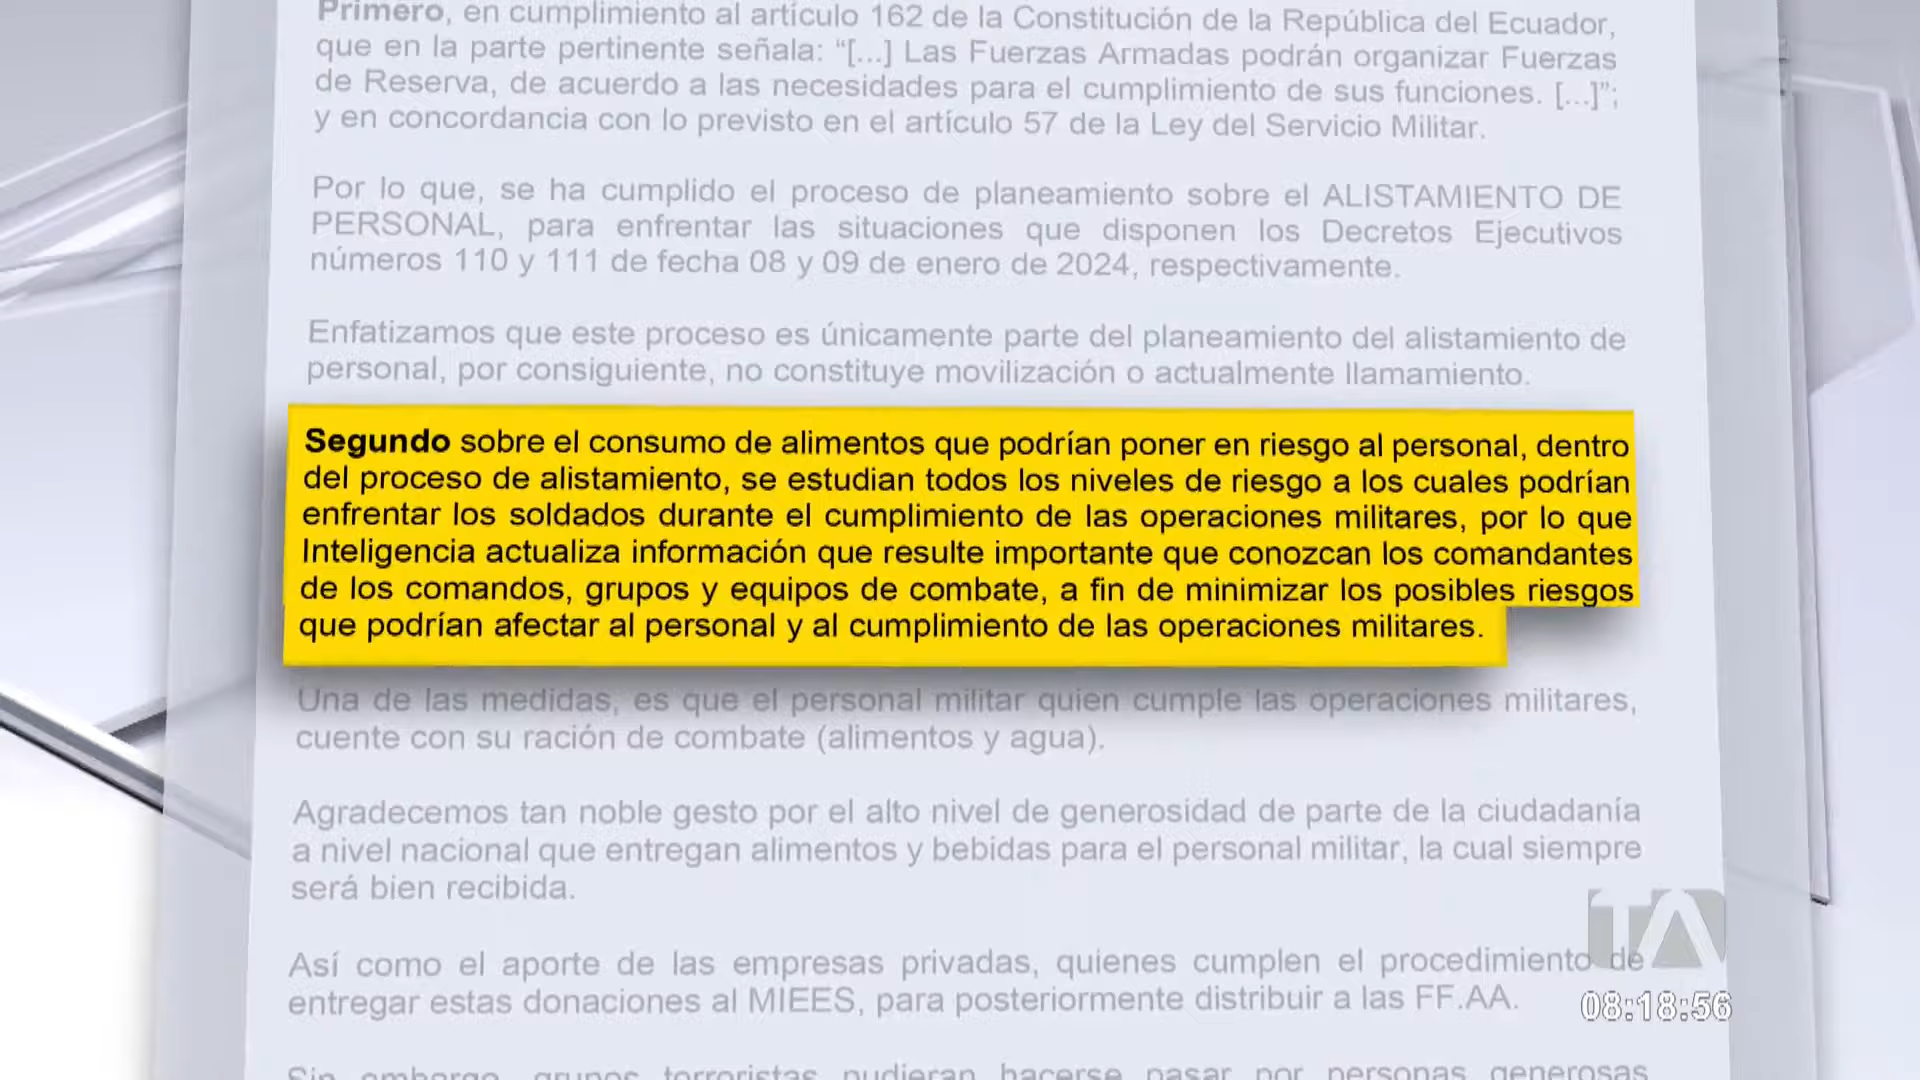 Primero, en cumplimiento al artículo 162 de la Constitución de la República del Ecuador,
que en la parte pertinente señala: “[...] Las Fuerzas Armadas podrán organizar Fuerzas
de Reserva, de acuerdo a las necesidades para el cumplimiento de sus funciones. [...]”;
y en concordancia con lo previsto en el artículo 57 de la Ley del Servicio Militar.
Por lo que, se ha cumplido el proceso de planeamiento sobre el ALISTAMIENTO DE
PERSONAL, para enfrentar las situaciones que disponen los Decretos Ejecutivos
números 110 y 111 de fecha 08 y 09 de enero de 2024, respectivamente.
Enfatizamos que este proceso es únicamente parte del planeamiento del alistamiento de
personal, por consiguiente, no constituye movilización o actualmente llamamiento.
Segundo sobre el consumo de alimentos que podrían poner en riesgo al personal, dentro
del proceso de alistamiento, se estudian todos los niveles de riesgo a los cuales podrían
enfrentar los soldados durante el cumplimiento de las operaciones militares, por lo que
Inteligencia actualiza información que resulte importante que conozcan los comandantes
de los comandos, grupos y equipos de combate, a fin de minimizar los posibles riesgos
que podrían afectar al personal y al cumplimiento de las operaciones militares.
Una de las medidas, es que el personal militar quien cumple las operaciones militares,
cuente con su ración de combate (alimentos y agua).
Agradecemos tan noble gesto por el alto nivel de generosidad de parte de la ciudadanía
a nivel nacional que entregan alimentos y bebidas para el personal militar, la cual siempre
será bien recibida.
Así como el aporte de las empresas privadas, quienes cumplen el procedimiento de
entregar estas donaciones al MIEES, para posteriormente distribuir a las FF.AA.
Sin embargo, grupos terroristas pudieran hacerse pasar por personas generosas
TA
08:18:56